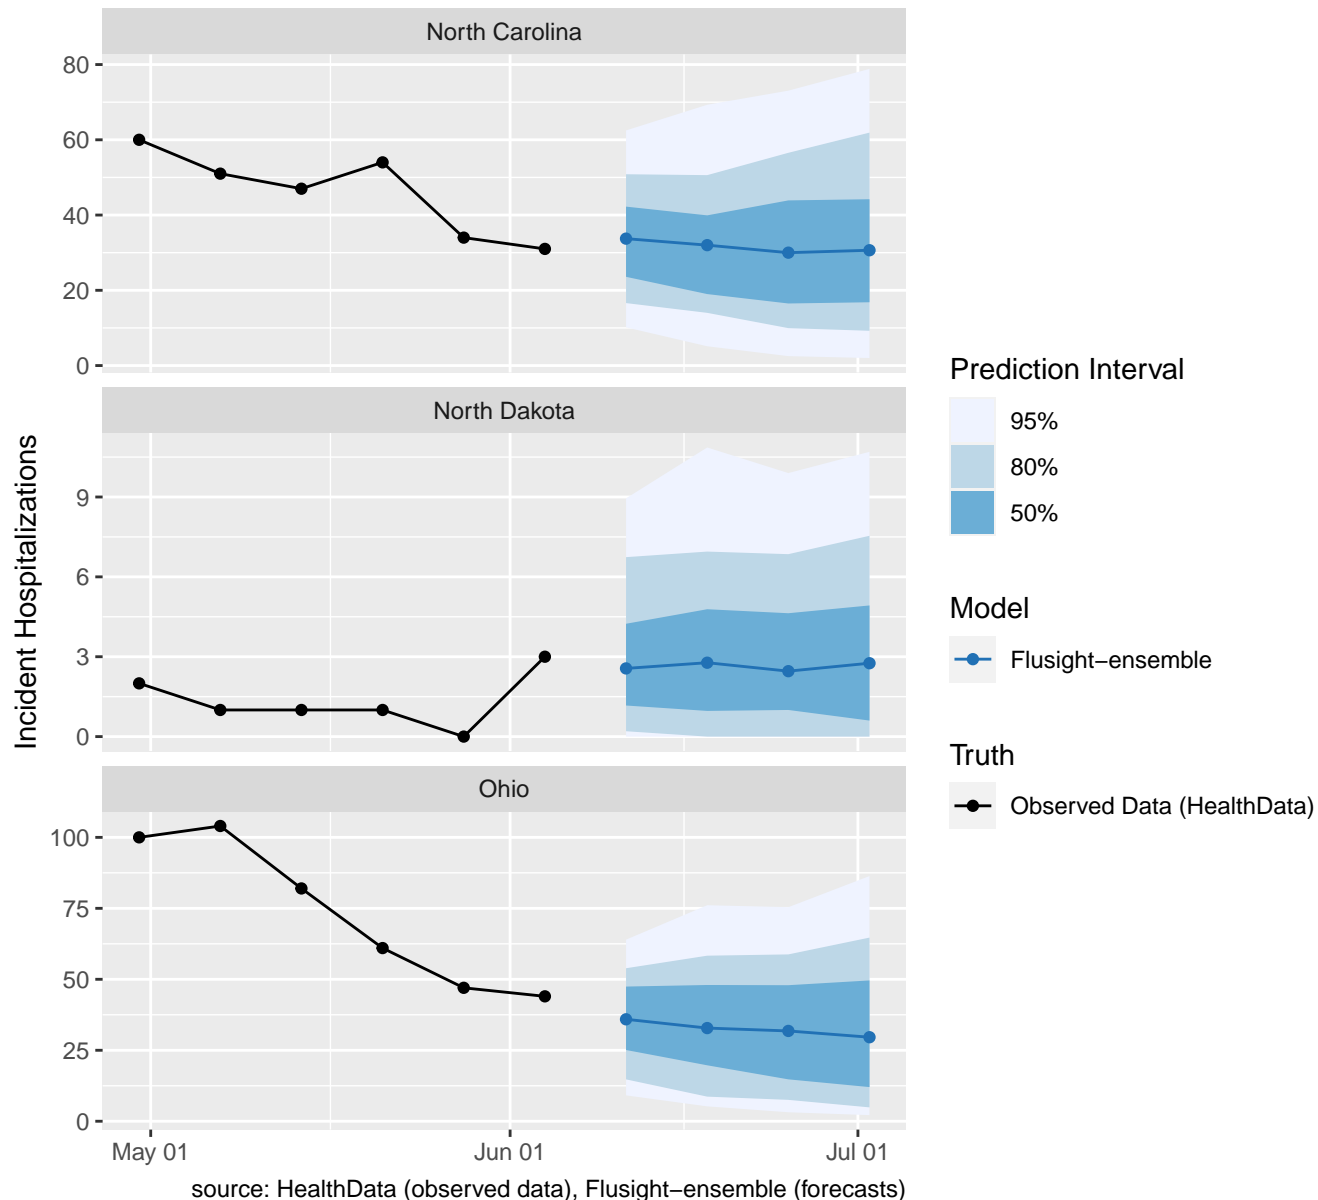 North Carolina
80
60
40
20
0
North Dakota
9
6
3
0
Ohio
100
75
50
25
0
May 01
Jun 01
Jul 01
Incident Hospitalizations
source: HealthData (observed data), Flusight−ensemble (forecasts)
Prediction Interval
95%
80%
50%
Model
Flusight−ensemble
Truth
Observed Data (HealthData)